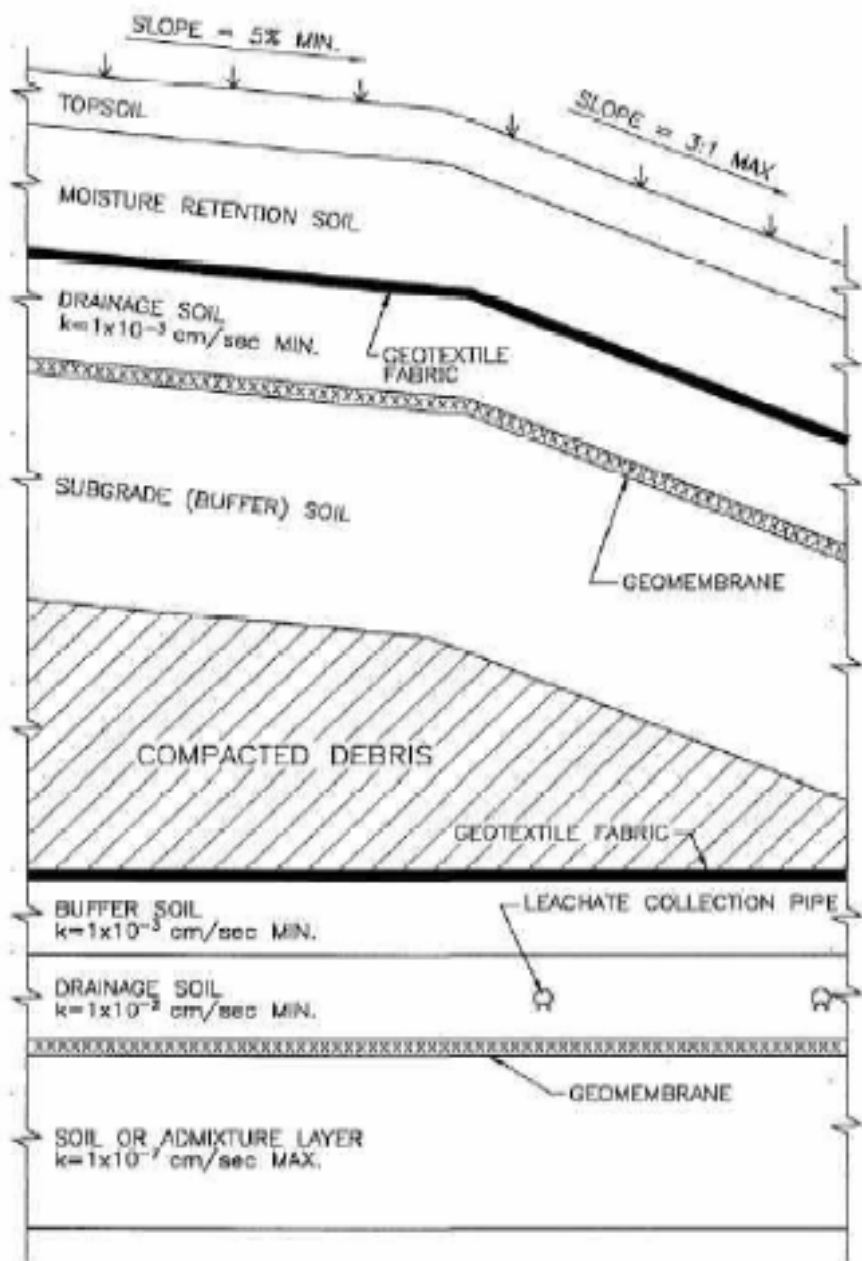 SLOPE = 5% MIN.
SLOPE = 3:1 MAX
TOPSOIL
MOISTURE RETENTION SOIL
DRAINAGE SOIL
k=1x10⁻³ cm/sec MIN.
GEOTEXTILE
FABRIC
SUBGRADE (BUFFER) SOIL
GEOMEMBRANE
COMPACTED DEBRIS
GEOTEXTILE FABRIC
BUFFER SOIL
k=1x10⁻³ cm/sec MIN.
LEACHATE COLLECTION PIPE
DRAINAGE SOIL
k=1x10⁻² cm/sec MIN.
GEOMEMBRANE
SOIL OR ADMIXTURE LAYER
k=1x10⁻⁷ cm/sec MAX.